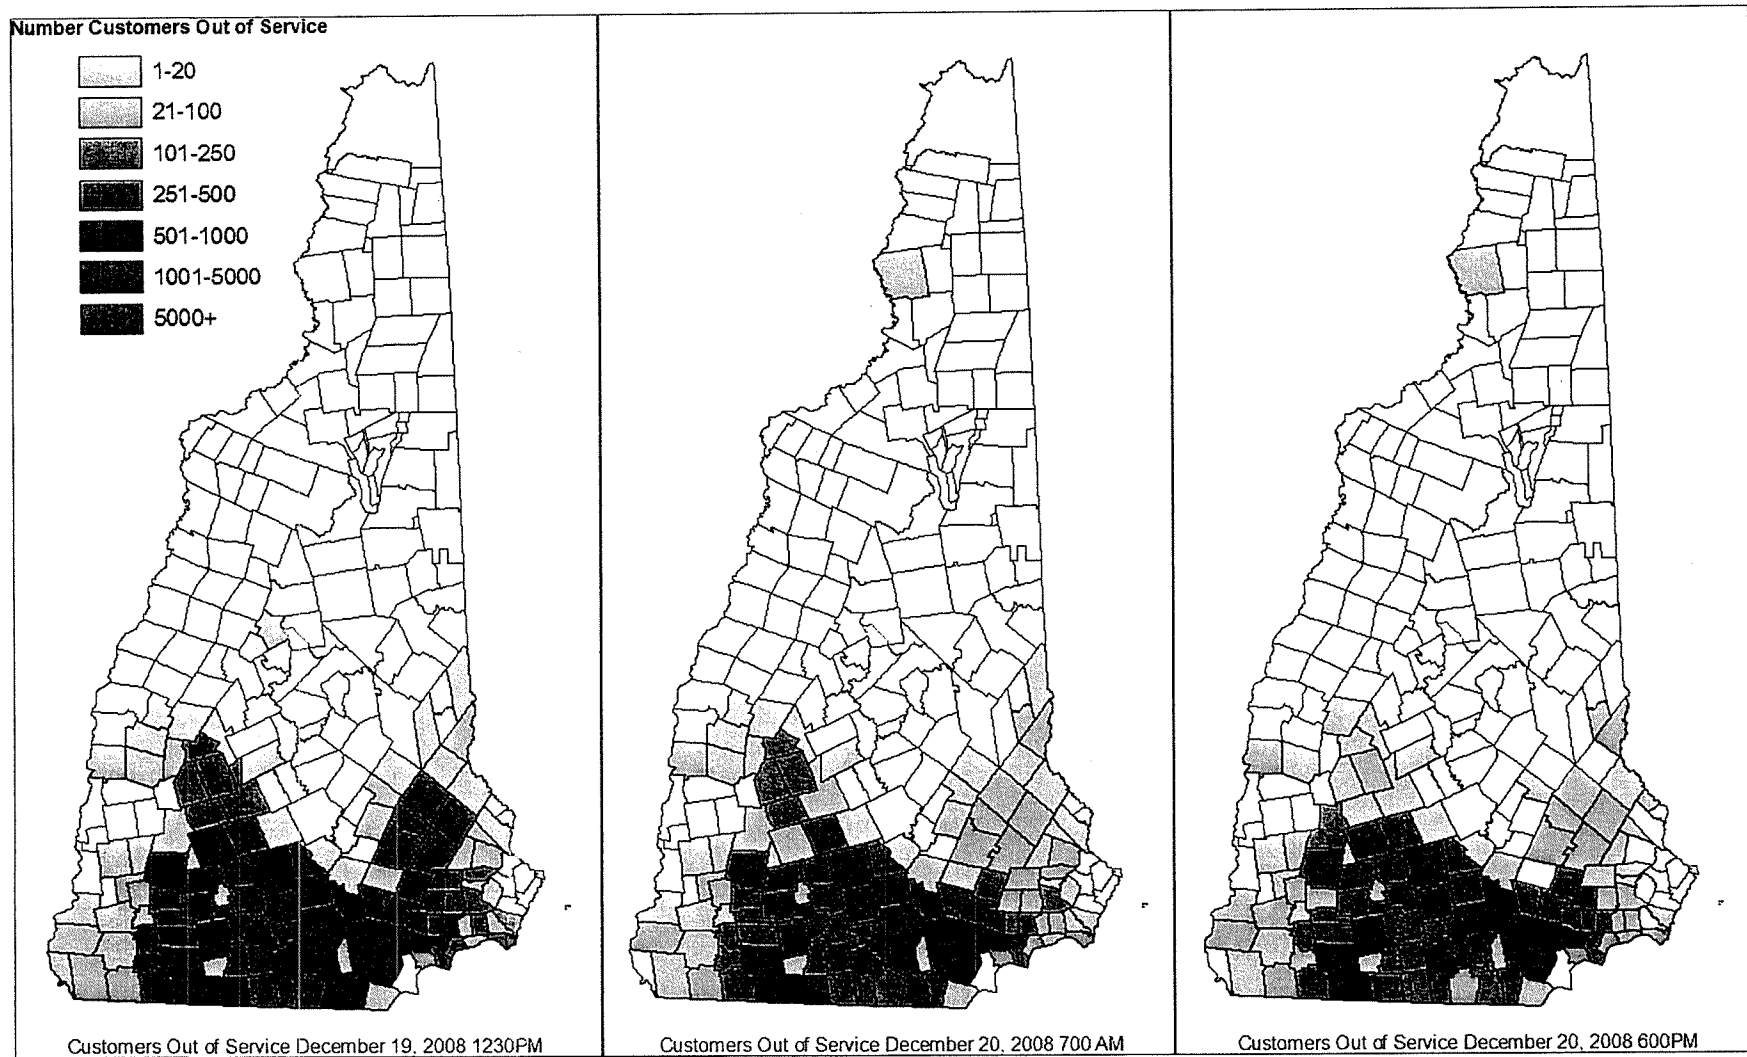 Number Customers Out of Service
1-20
21-100
101-250
251-500
501-1000
1001-5000
5000+
Customers Out of Service December 19, 2008 1230PM
Customers Out of Service December 20, 2008 700 AM
Customers Out of Service December 20, 2008 600PM